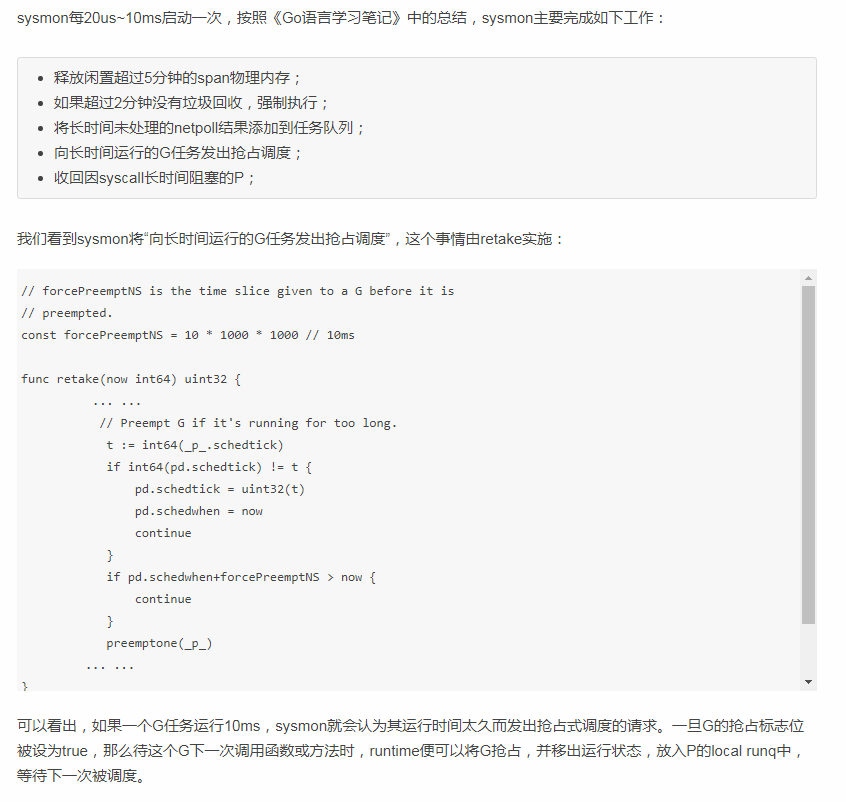 sysmon每20us~10ms启动一次，按照《Go语言学习笔记》中的总结，sysmon主要完成如下工作：
• 释放闲置超过5分钟的span物理内存；
• 如果超过2分钟没有垃圾回收，强制执行；
• 将长时间未处理的netpoll结果添加到任务队列；
• 向长时间运行的G任务发出抢占调度；
• 收回因syscall长时间阻塞的P；
我们看到sysmon将“向长时间运行的G任务发出抢占调度”，这个事情由retake实施：
// forcePreemptNS is the time slice given to a G before it is
// preempted.
const forcePreemptNS = 10 * 1000 * 1000 // 10ms
func retake(now int64) uint32 {
... ...
// Preempt G if it's running for too long.
t := int64(_p_.schedtick)
if int64(pd.schedtick) != t {
pd.schedtick = uint32(t)
pd.schedwhen = now
continue
}
if pd.schedwhen+forcePreemptNS > now {
continue
}
preemptone(_p_)
... ...
}
可以看出，如果一个G任务运行10ms，sysmon就会认为其运行时间太久而发出抢占式调度的请求。一旦G的抢占标志位
被设为true，那么待这个G下一次调用函数或方法时，runtime便可以将G抢占，并移出运行状态，放入P的local runq中，
等待下一次被调度。